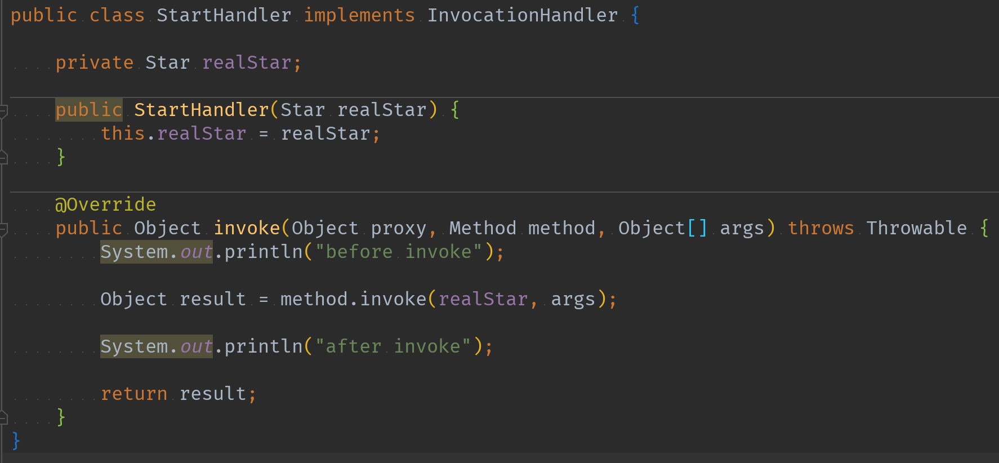 public class StartHandler implements InvocationHandler {
private Star realStar;
public StartHandler(Star realStar) {
this.realStar = realStar;
}
@Override
public Object invoke(Object proxy, Method method, Object[] args) throws Throwable {
System.out.println("before invoke");
Object result = method.invoke(realStar, args);
System.out.println("after invoke");
return result;
}
}